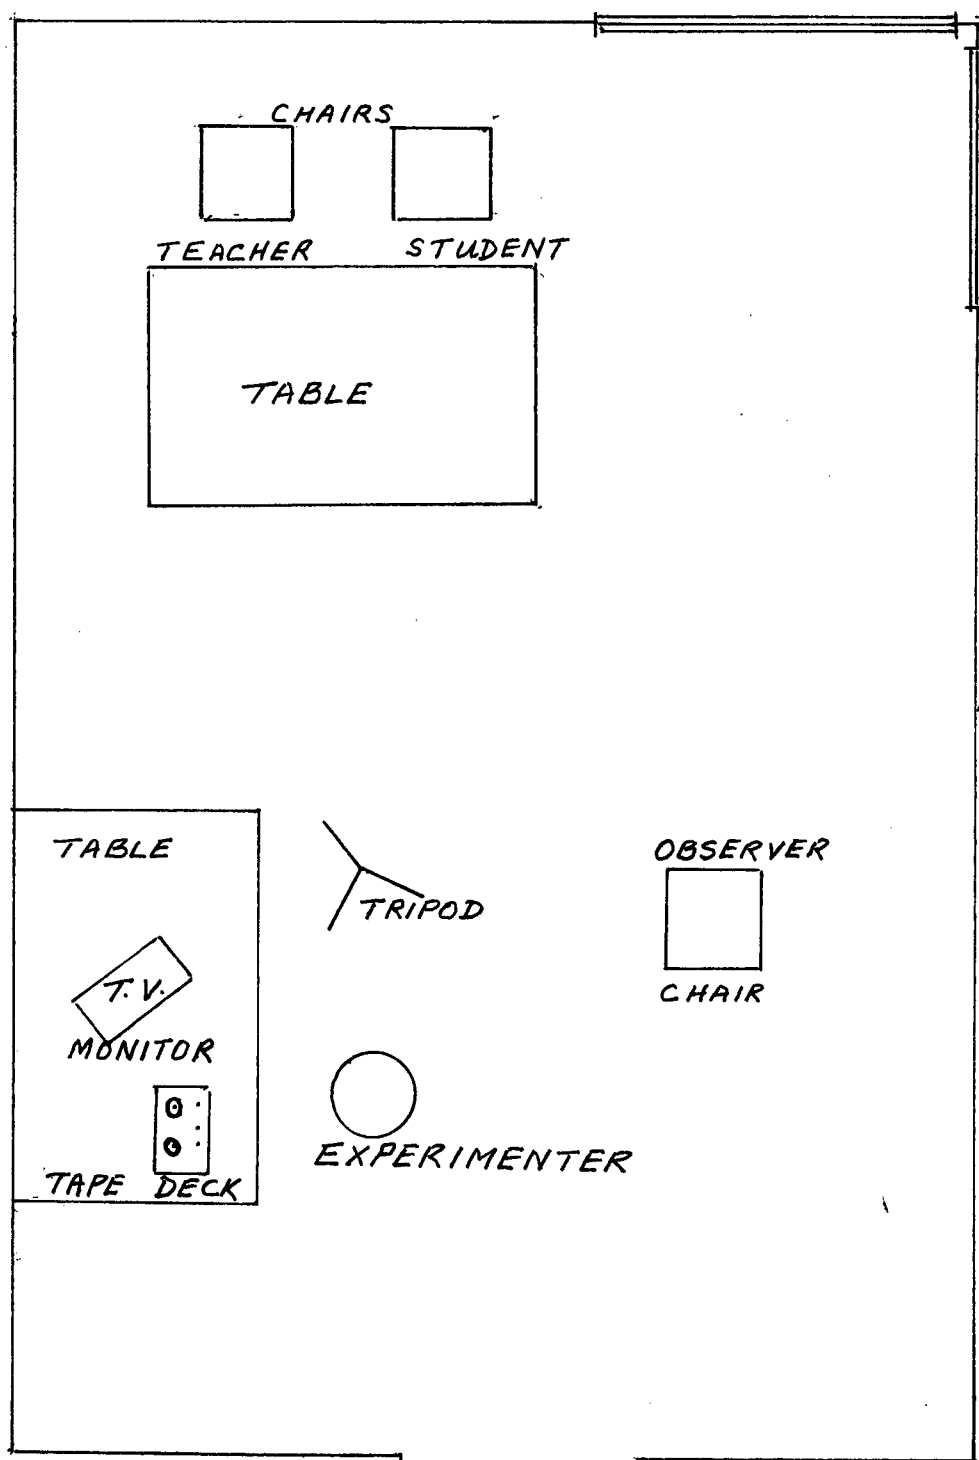 CHAIRS
TEACHER
STUDENT
TABLE
TABLE
TRIPOD
OBSERVER
CHAIR
T.V.
MONITOR
EXPERIMENTER
TAPE DECK